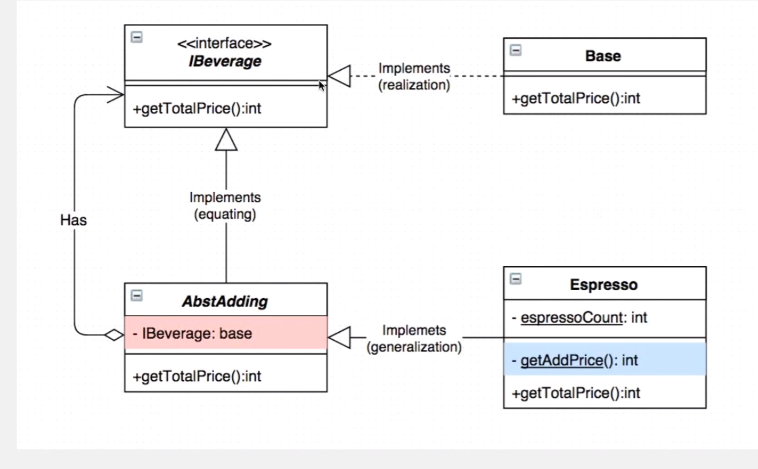 <<interface>>
IBeverage
+getTotalPrice():int
Implements
(realization)
Base
+getTotalPrice():int
Implements
(equating)
Has
AbstAdding
- IBeverage: base
+getTotalPrice():int
Implemets
(generalization)
Espresso
- espressoCount: int
- getAddPrice(): int
+getTotalPrice():int